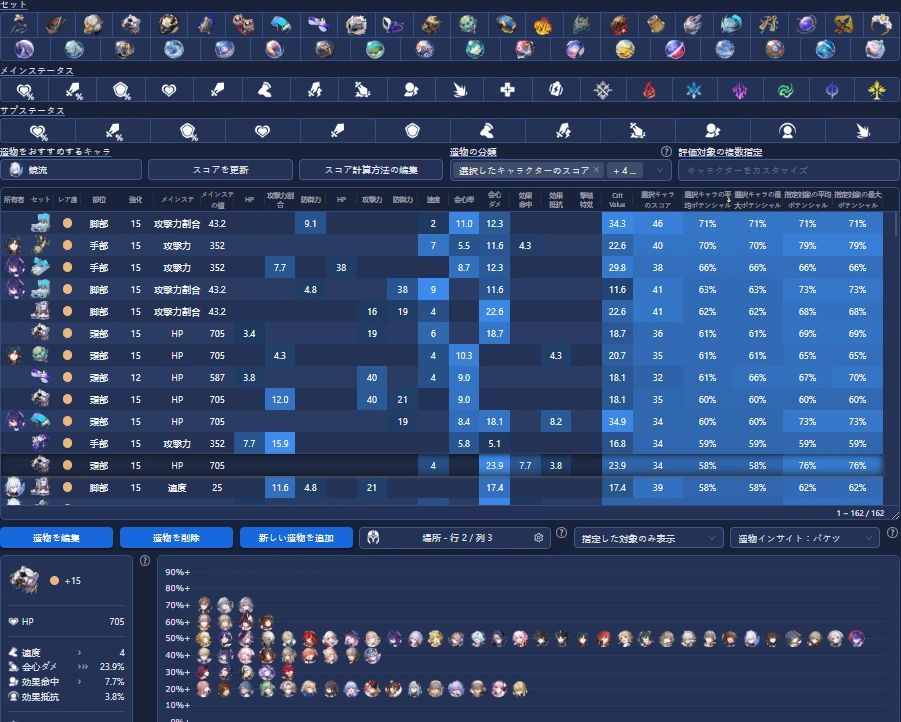 セット
メインステータス
サブステータス
遺物をおすすめするキャラ
遺物の分類
評価対象の複数指定
鏡流 スコアを更新 スコア計算方法の編集 選択したキャラクターのスコア × + 4 ... キャラクターをカスタマイズ
所有者 セット レア度 部位 強化 メインステ メインステの値 HP 攻撃力割合 防御力 HP 攻撃力 防御力 速度 会心率 会心ダメ 効果命中 効果抵抗 撃破特効 Crit Value 選択キャラのスコア 選択キャラの平均ポテンシャル 選択キャラの最大ポテンシャル 指定対象の平均ポテンシャル 指定対象の最大ポテンシャル
脚部 15 攻撃力割合 43.2 9.1 2 11.0 12.3 34.3 46 71% 71% 71% 71%
手部 15 攻撃力 352 7 5.5 11.6 4.3 22.6 40 70% 70% 79% 79%
手部 15 攻撃力 352 7.7 38 8.7 12.3 29.8 38 66% 66% 66% 66%
脚部 15 攻撃力割合 43.2 4.8 38 9 11.6 11.6 41 63% 63% 73% 73%
脚部 15 攻撃力割合 43.2 16 19 4 22.6 22.6 41 62% 62% 68% 68%
頭部 15 HP 705 3.4 19 6 18.7 18.7 36 61% 61% 69% 69%
頭部 15 HP 705 4.3 4 10.3 4.3 20.7 35 61% 61% 65% 65%
頭部 12 HP 587 3.8 40 4 9.0 18.1 32 61% 66% 67% 70%
頭部 15 HP 705 12.0 40 21 9.0 18.1 35 60% 60% 60% 60%
頭部 15 HP 705 19 8.4 18.1 8.2 34.9 34 60% 60% 73% 73%
手部 15 攻撃力 352 7.7 15.9 5.8 5.1 16.8 34 59% 59% 59% 59%
頭部 15 HP 705 4 23.9 7.7 3.8 23.9 34 58% 58% 76% 76%
脚部 15 速度 25 11.6 4.8 21 17.4 17.4 39 58% 58% 62% 62%
1 ~ 162 / 162
遺物を編集 遺物を削除 新しい遺物を追加 場所 - 行 2 / 列 3 指定した対象のみ表示 遺物インサイト：バケツ
+15
HP 705
速度 › 4
会心ダメ ››› 23.9%
効果命中 › 7.7%
効果抵抗 3.8%
90%+
80%+
70%+
60%+
50%+
40%+
30%+
20%+
10%+
0%+